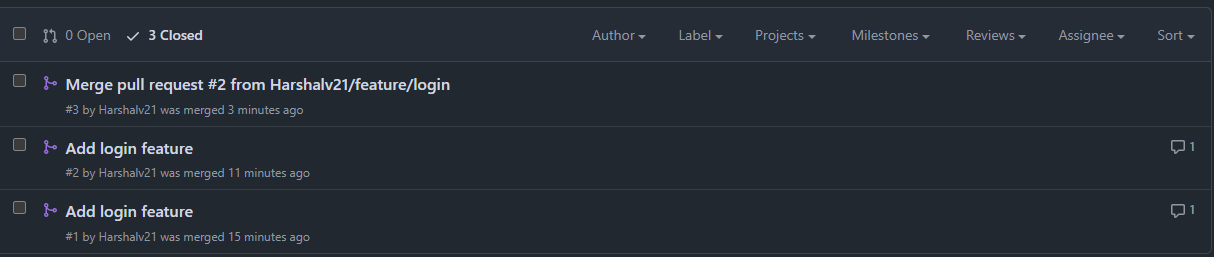 0 Open 3 Closed Author Label Projects Milestones Reviews Assignee Sort
Merge pull request #2 from Harshalv21/feature/login
#3 by Harshalv21 was merged 3 minutes ago
Add login feature 1
#2 by Harshalv21 was merged 11 minutes ago
Add login feature 1
#1 by Harshalv21 was merged 15 minutes ago